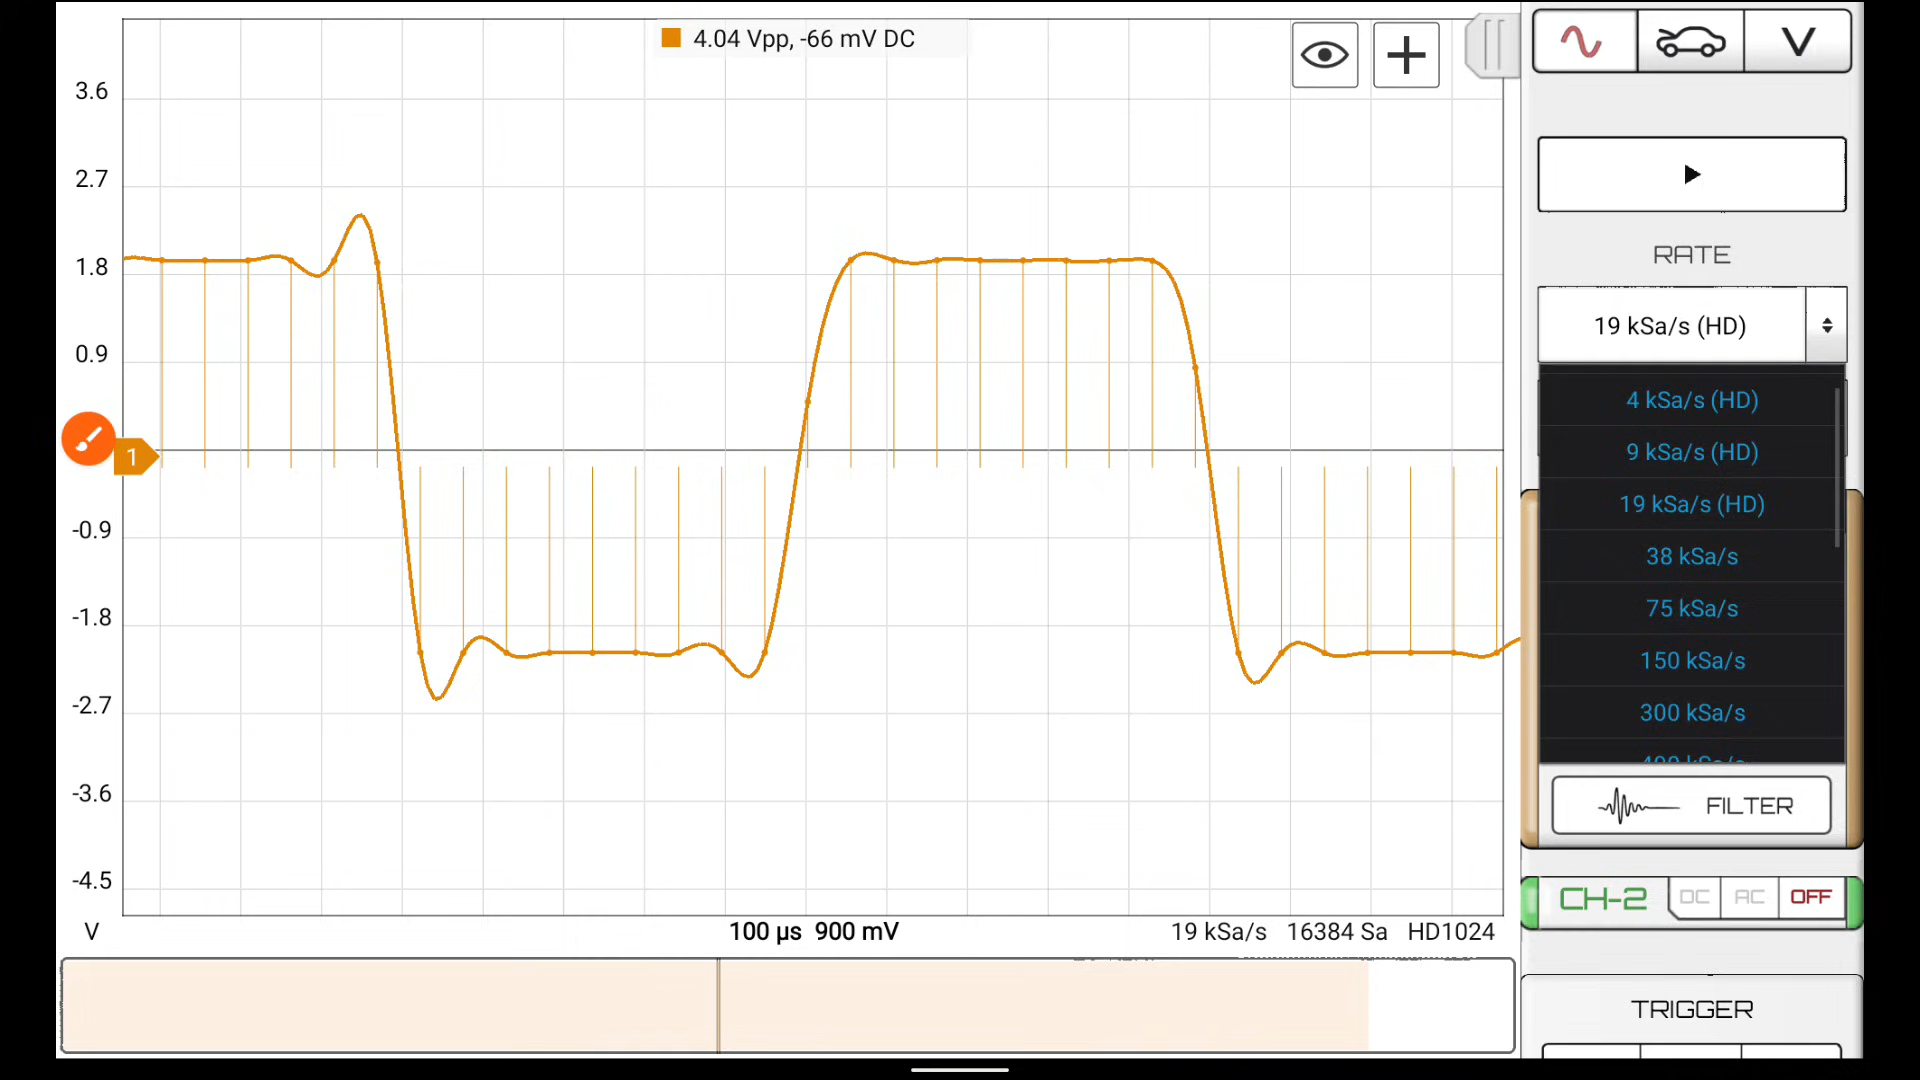 4.04 Vpp, -66 mV DC
V
3.6
2.7
1.8
0.9
1
-0.9
-1.8
-2.7
-3.6
-4.5
V
100 µs 900 mV
19 kSa/s 16384 Sa HD1024
RATE
19 kSa/s (HD)
4 kSa/s (HD)
9 kSa/s (HD)
19 kSa/s (HD)
38 kSa/s
75 kSa/s
150 kSa/s
300 kSa/s
FILTER
CH-2 DC AC OFF
TRIGGER